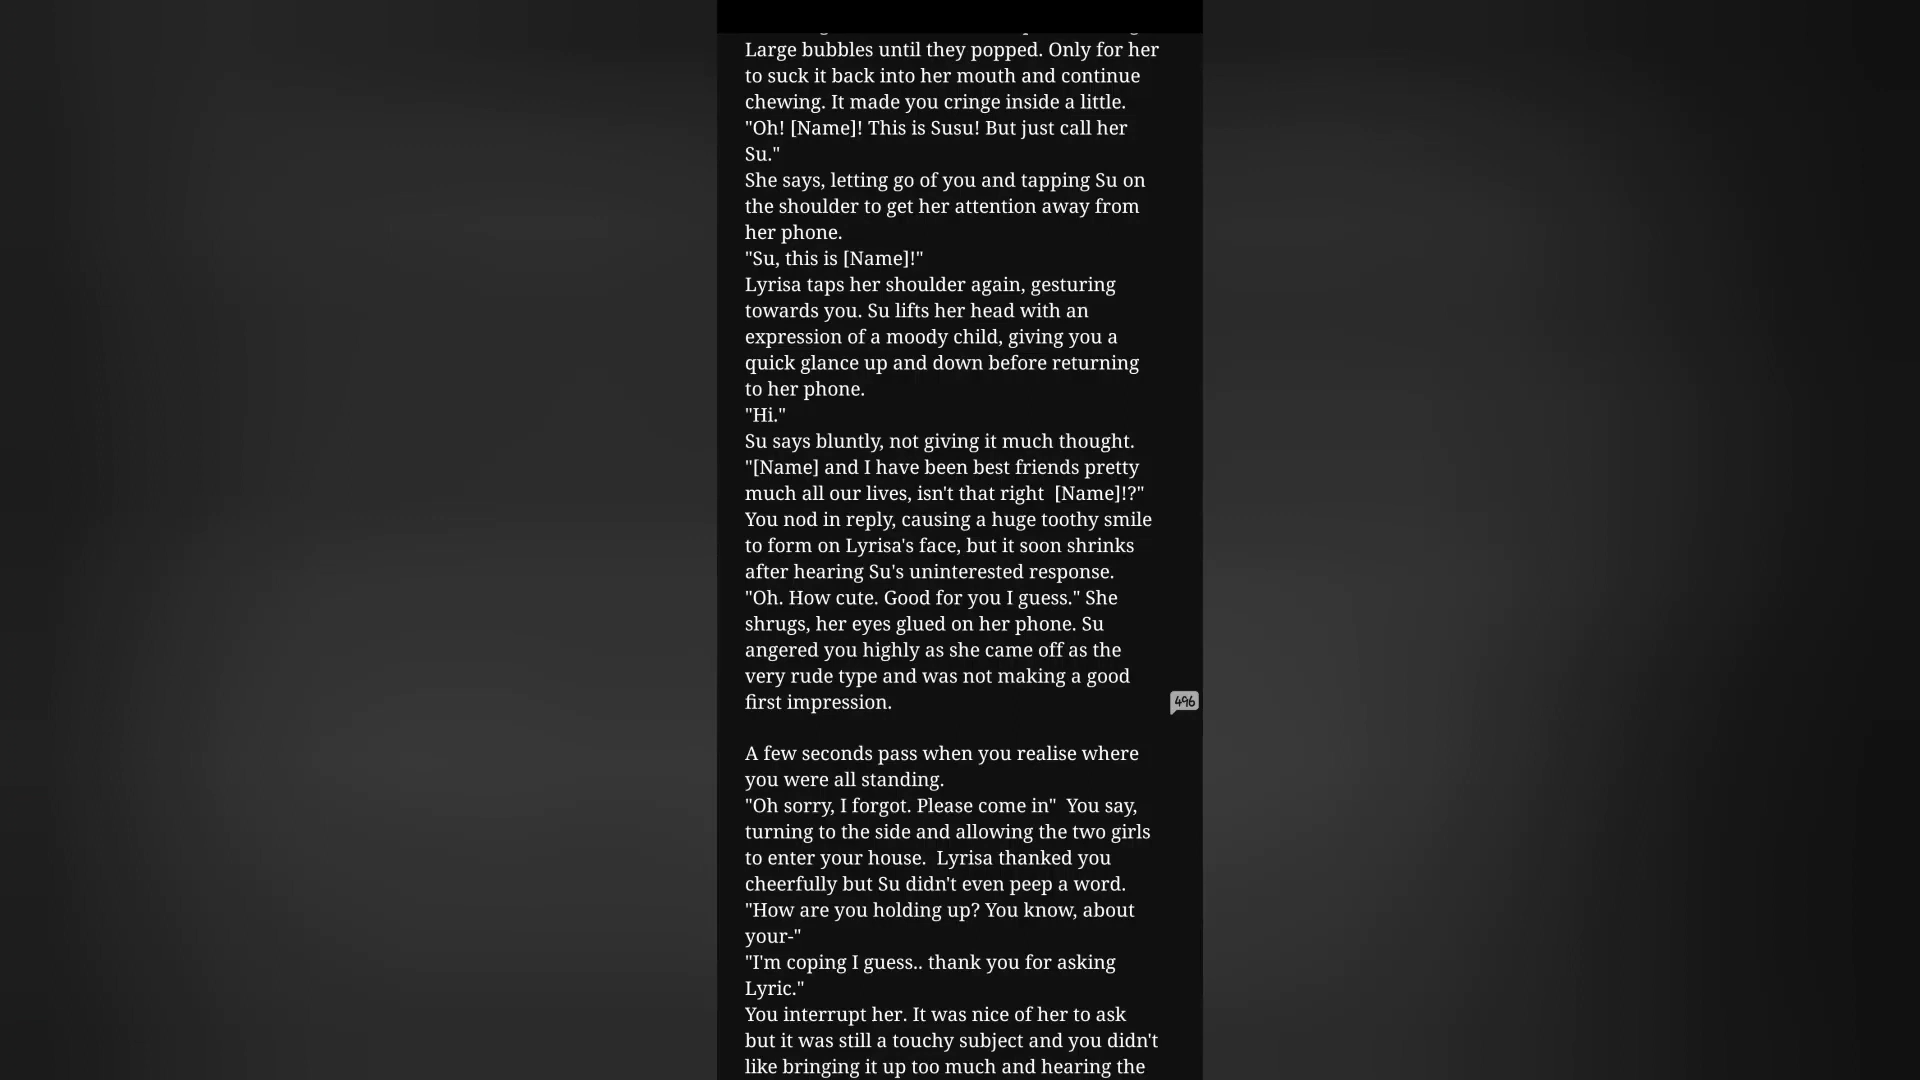 Large bubbles until they popped. Only for her
to suck it back into her mouth and continue
chewing. It made you cringe inside a little.
"Oh! [Name]! This is Susu! But just call her
Su."
She says, letting go of you and tapping Su on
the shoulder to get her attention away from
her phone.
"Su, this is [Name]!"
Lyrisa taps her shoulder again, gesturing
towards you. Su lifts her head with an
expression of a moody child, giving you a
quick glance up and down before returning
to her phone.
"Hi."
Su says bluntly, not giving it much thought.
"[Name] and I have been best friends pretty
much all our lives, isn't that right  [Name]!?"
You nod in reply, causing a huge toothy smile
to form on Lyrisa's face, but it soon shrinks
after hearing Su's uninterested response.
"Oh. How cute. Good for you I guess." She
shrugs, her eyes glued on her phone. Su
angered you highly as she came off as the
very rude type and was not making a good
first impression.
496
A few seconds pass when you realise where
you were all standing.
"Oh sorry, I forgot. Please come in"  You say,
turning to the side and allowing the two girls
to enter your house.  Lyrisa thanked you
cheerfully but Su didn't even peep a word.
"How are you holding up? You know, about
your-"
"I'm coping I guess.. thank you for asking
Lyric."
You interrupt her. It was nice of her to ask
but it was still a touchy subject and you didn't
like bringing it up too much and hearing the